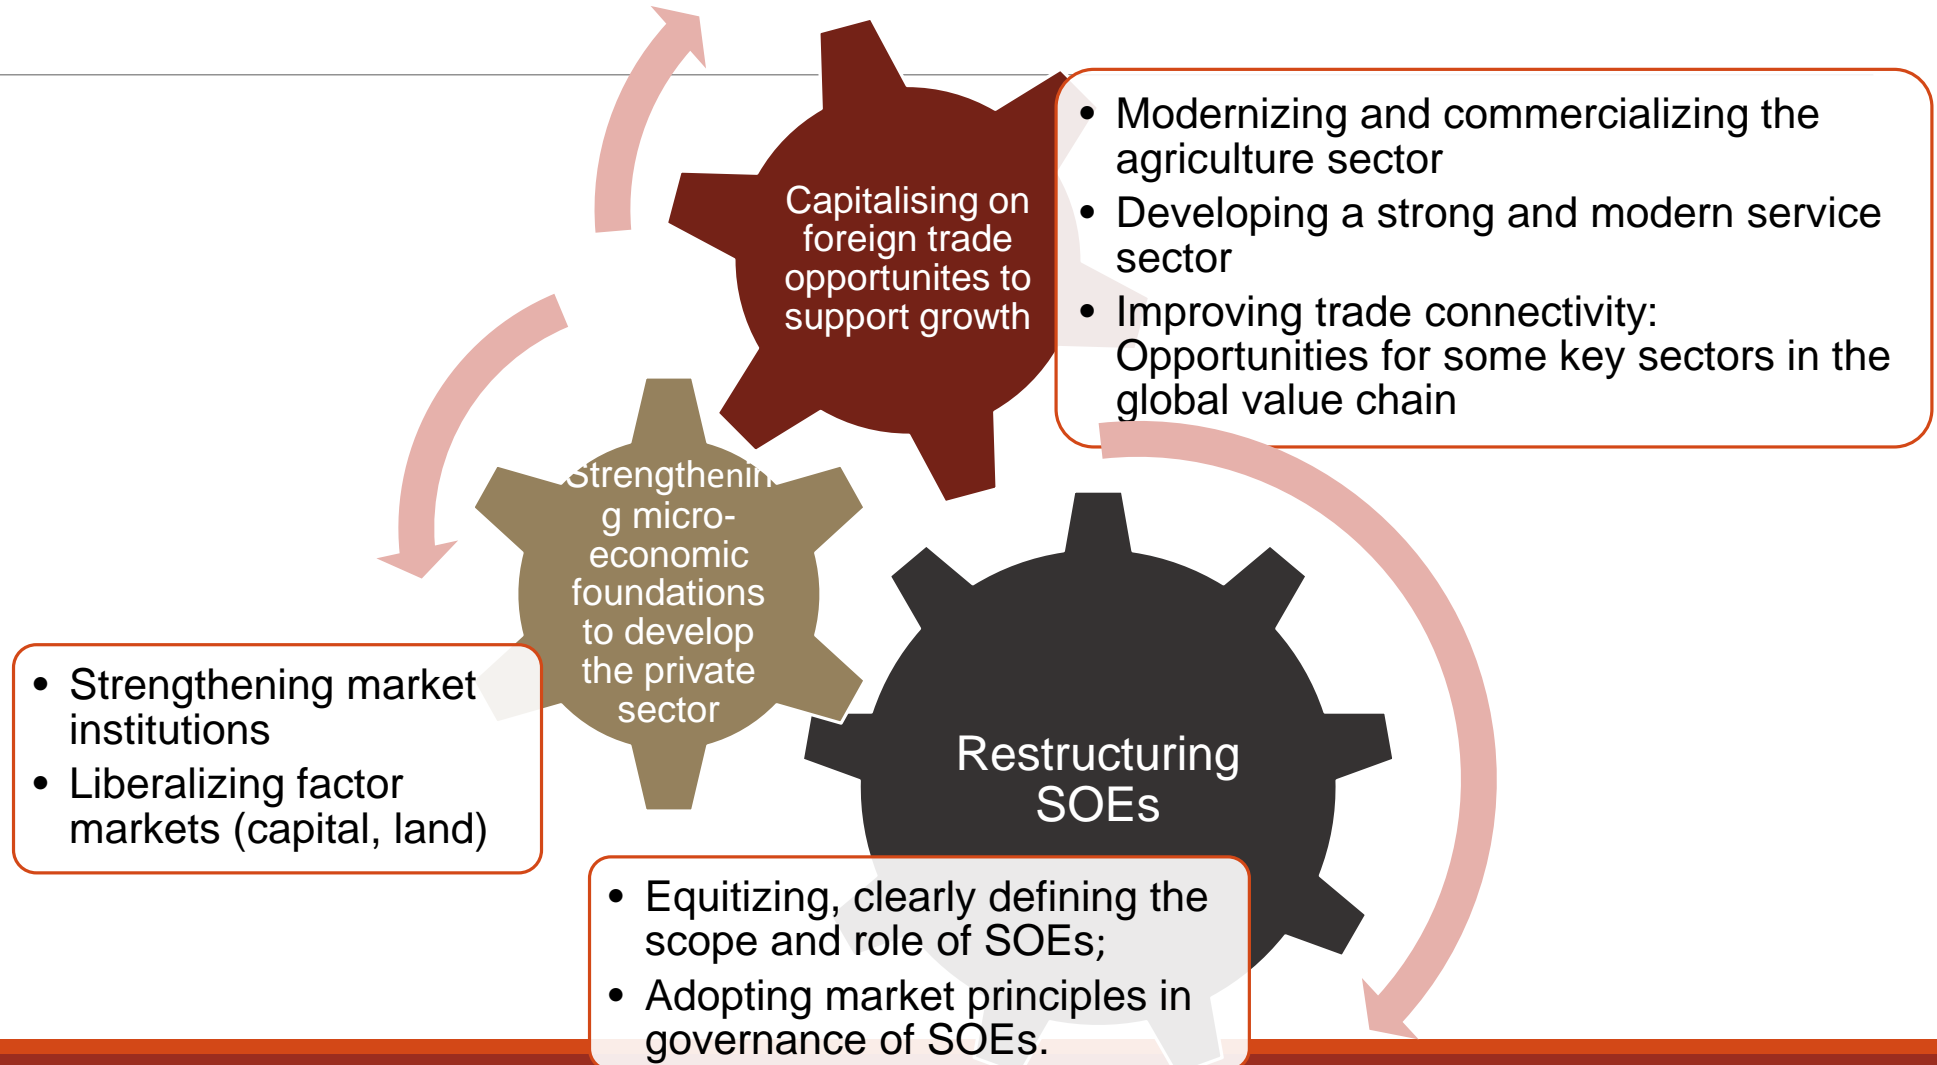 Capitalising on
foreign trade
opportunites to
support growth
• Modernizing and commercializing the
agriculture sector
• Developing a strong and modern service
sector
• Improving trade connectivity:
Opportunities for some key sectors in the
global value chain
Strengthenin
g micro-
economic
foundations
to develop
the private
sector
• Strengthening market
institutions
• Liberalizing factor
markets (capital, land)
Restructuring
SOEs
• Equitizing, clearly defining the
scope and role of SOEs;
• Adopting market principles in
governance of SOEs.